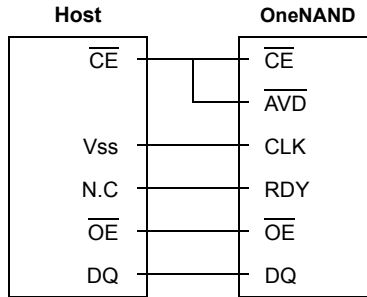 Host OneNAND
CE CE
AVD
Vss CLK
N.C RDY
OE OE
DQ DQ